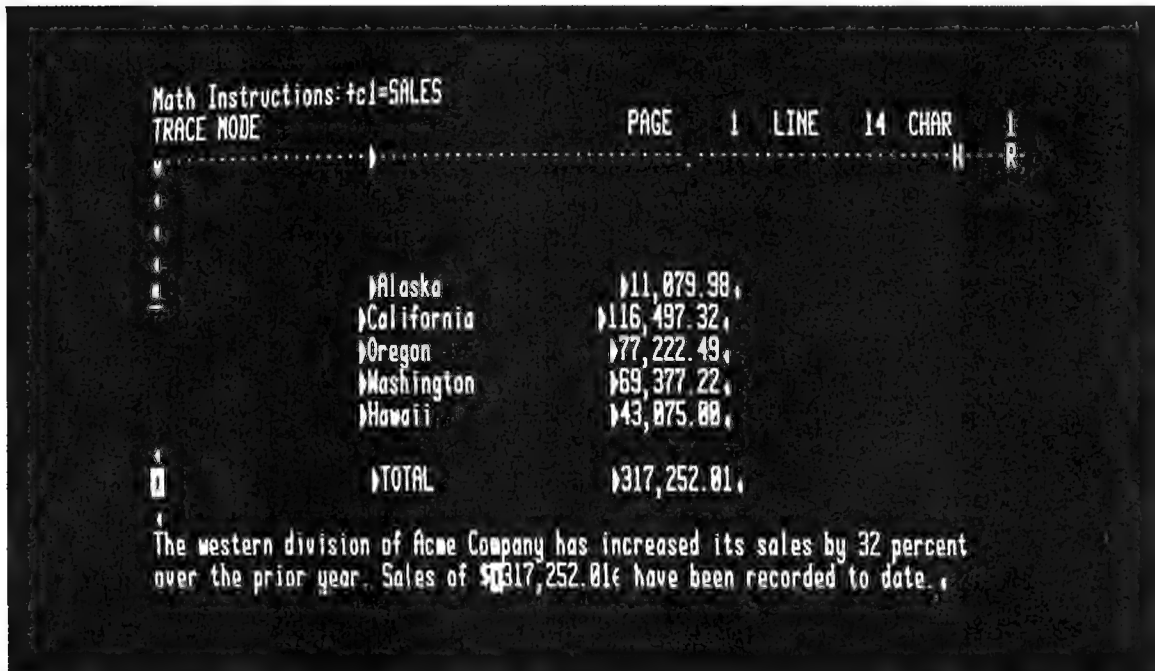 Math Instructions:+c1=SALES
TRACE MODE PAGE 1 LINE 14 CHAR 1
H R
Alaska 11,079.98
California 116,497.32
Oregon 77,222.49
Washington 69,377.22
Hawaii 43,075.00
TOTAL 317,252.01
The western division of Acme Company has increased its sales by 32 percent
over the prior year. Sales of $317,252.01 have been recorded to date.